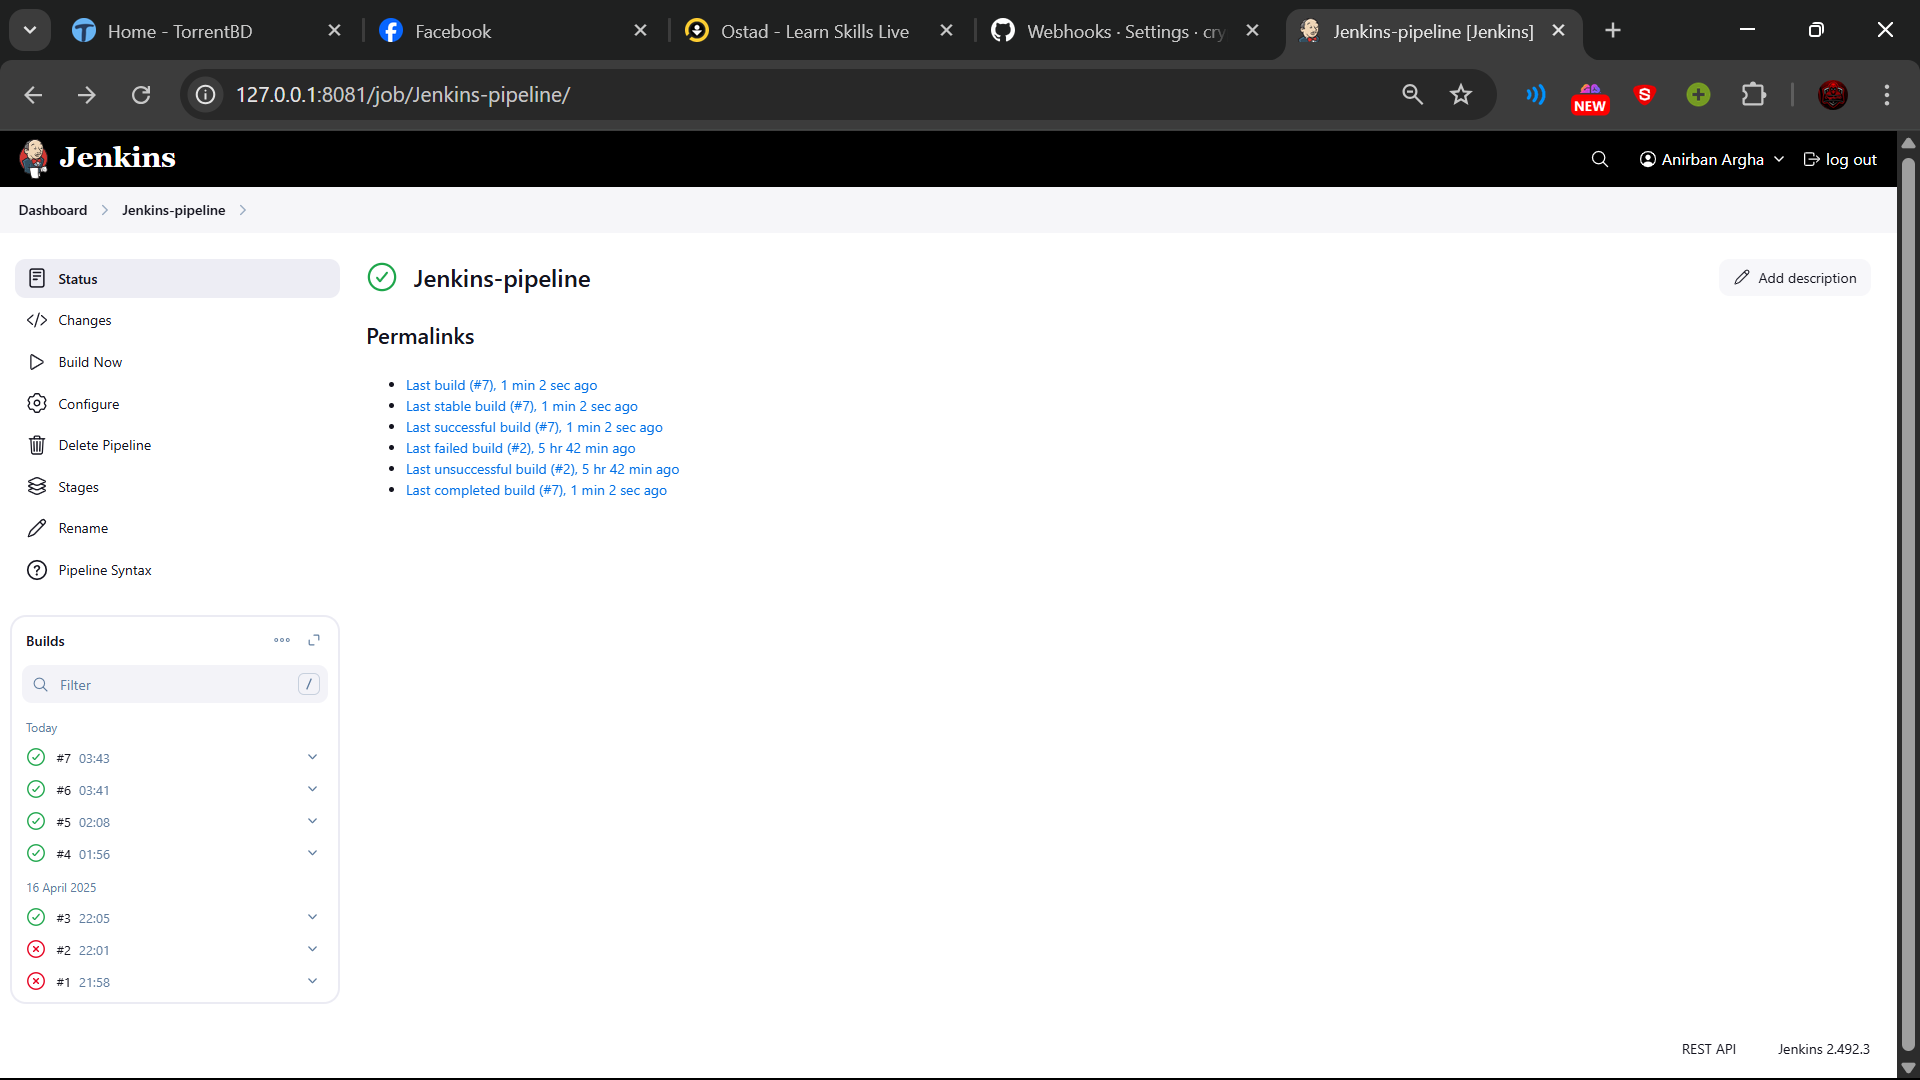 Home - TorrentBD
Facebook
Ostad - Learn Skills Live
Webhooks · Settings · cry
Jenkins-pipeline [Jenkins]
127.0.0.1:8081/job/Jenkins-pipeline/
S
NEW
Jenkins
Anirban Argha
log out
Dashboard
Jenkins-pipeline
Status
Changes
Build Now
Configure
Delete Pipeline
Stages
Rename
Pipeline Syntax
Jenkins-pipeline
Add description
Permalinks
Last build (#7), 1 min 2 sec ago
Last stable build (#7), 1 min 2 sec ago
Last successful build (#7), 1 min 2 sec ago
Last failed build (#2), 5 hr 42 min ago
Last unsuccessful build (#2), 5 hr 42 min ago
Last completed build (#7), 1 min 2 sec ago
Builds
Filter
/
Today
#7 03:43
#6 03:41
#5 02:08
#4 01:56
16 April 2025
#3 22:05
#2 22:01
#1 21:58
REST API
Jenkins 2.492.3